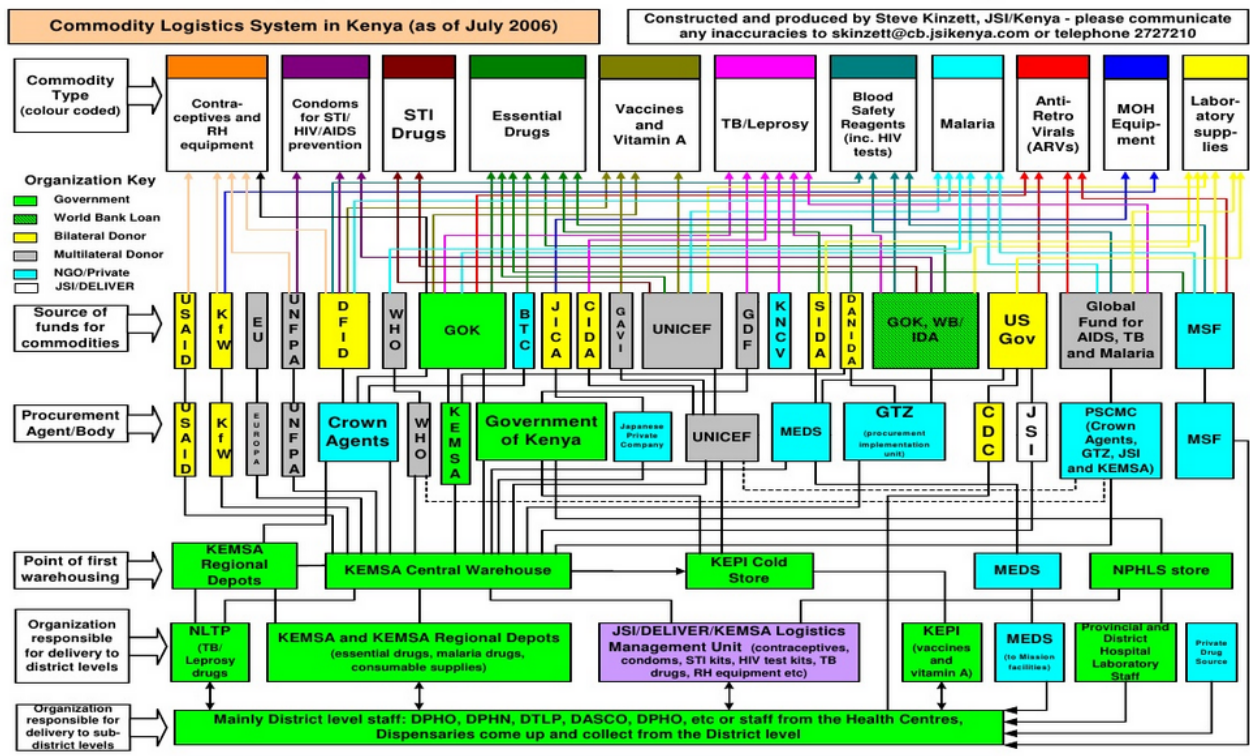 Commodity Logistics System in Kenya (as of July 2006)
Constructed and produced by Steve Kinzett, JSI/Kenya - please communicate
any inaccuracies to skinzett@cb.jsikenya.com or telephone 2727210
Commodity
Type
(colour coded)
Contra-
ceptives and
RH
equipment
Condoms
for STI/
HIV/AIDS
prevention
STI
Drugs
Essential
Drugs
Vaccines
and
Vitamin A
TB/Leprosy
Blood
Safety
Reagents
(inc. HIV
tests)
Malaria
Anti-
Retro
Virals
(ARVs)
MOH
Equip-
ment
Labor-
atory
supp-
lies
Organization Key
Government
World Bank Loan
Bilateral Donor
Multilateral Donor
NGO/Private
JSI/DELIVER
Source of
funds for
commodities
USAID
KfW
EU
UNFPA
DFID
WHO
GOK
BTC
JICA
CIDA
GAVI
UNICEF
GDF
KNCV
SIDA
DANIDA
GOK, WB/
IDA
US
Gov
Global
Fund for
AIDS, TB
and Malaria
MSF
Procurement
Agent/Body
USAID
KfW
EUROPA
UNFPA
Crown
Agents
WHO
KEMSA
Government
of Kenya
Japanese
Private
Company
UNICEF
MEDS
GTZ
(procurement
implementation
unit)
CDC
JSI
PSCMC
(Crown
Agents,
GTZ, JSI
and KEMSA)
MSF
Point of first
warehousing
KEMSA
Regional
Depots
KEMSA Central Warehouse
KEPI Cold
Store
MEDS
NPHLS store
Organization
responsible
for delivery to
district levels
NLTP
(TB/
Leprosy
drugs
KEMSA and KEMSA Regional Depots
(essential drugs, malaria drugs,
consumable supplies)
JSI/DELIVER/KEMSA Logistics
Management Unit (contraceptives,
condoms, STI kits, HIV test kits, TB
drugs, RH equipment etc)
KEPI
(vaccines
and
vitamin A)
MEDS
(to Mission
facilities)
Provincial and
District
Hospital
Laboratory
Staff
Private
Drug
Source
Organization
responsible for
delivery to sub-
district levels
Mainly District level staff: DPHO, DPHN, DTLP, DASCO, DPHO, etc or staff from the Health Centres,
Dispensaries come up and collect from the District level